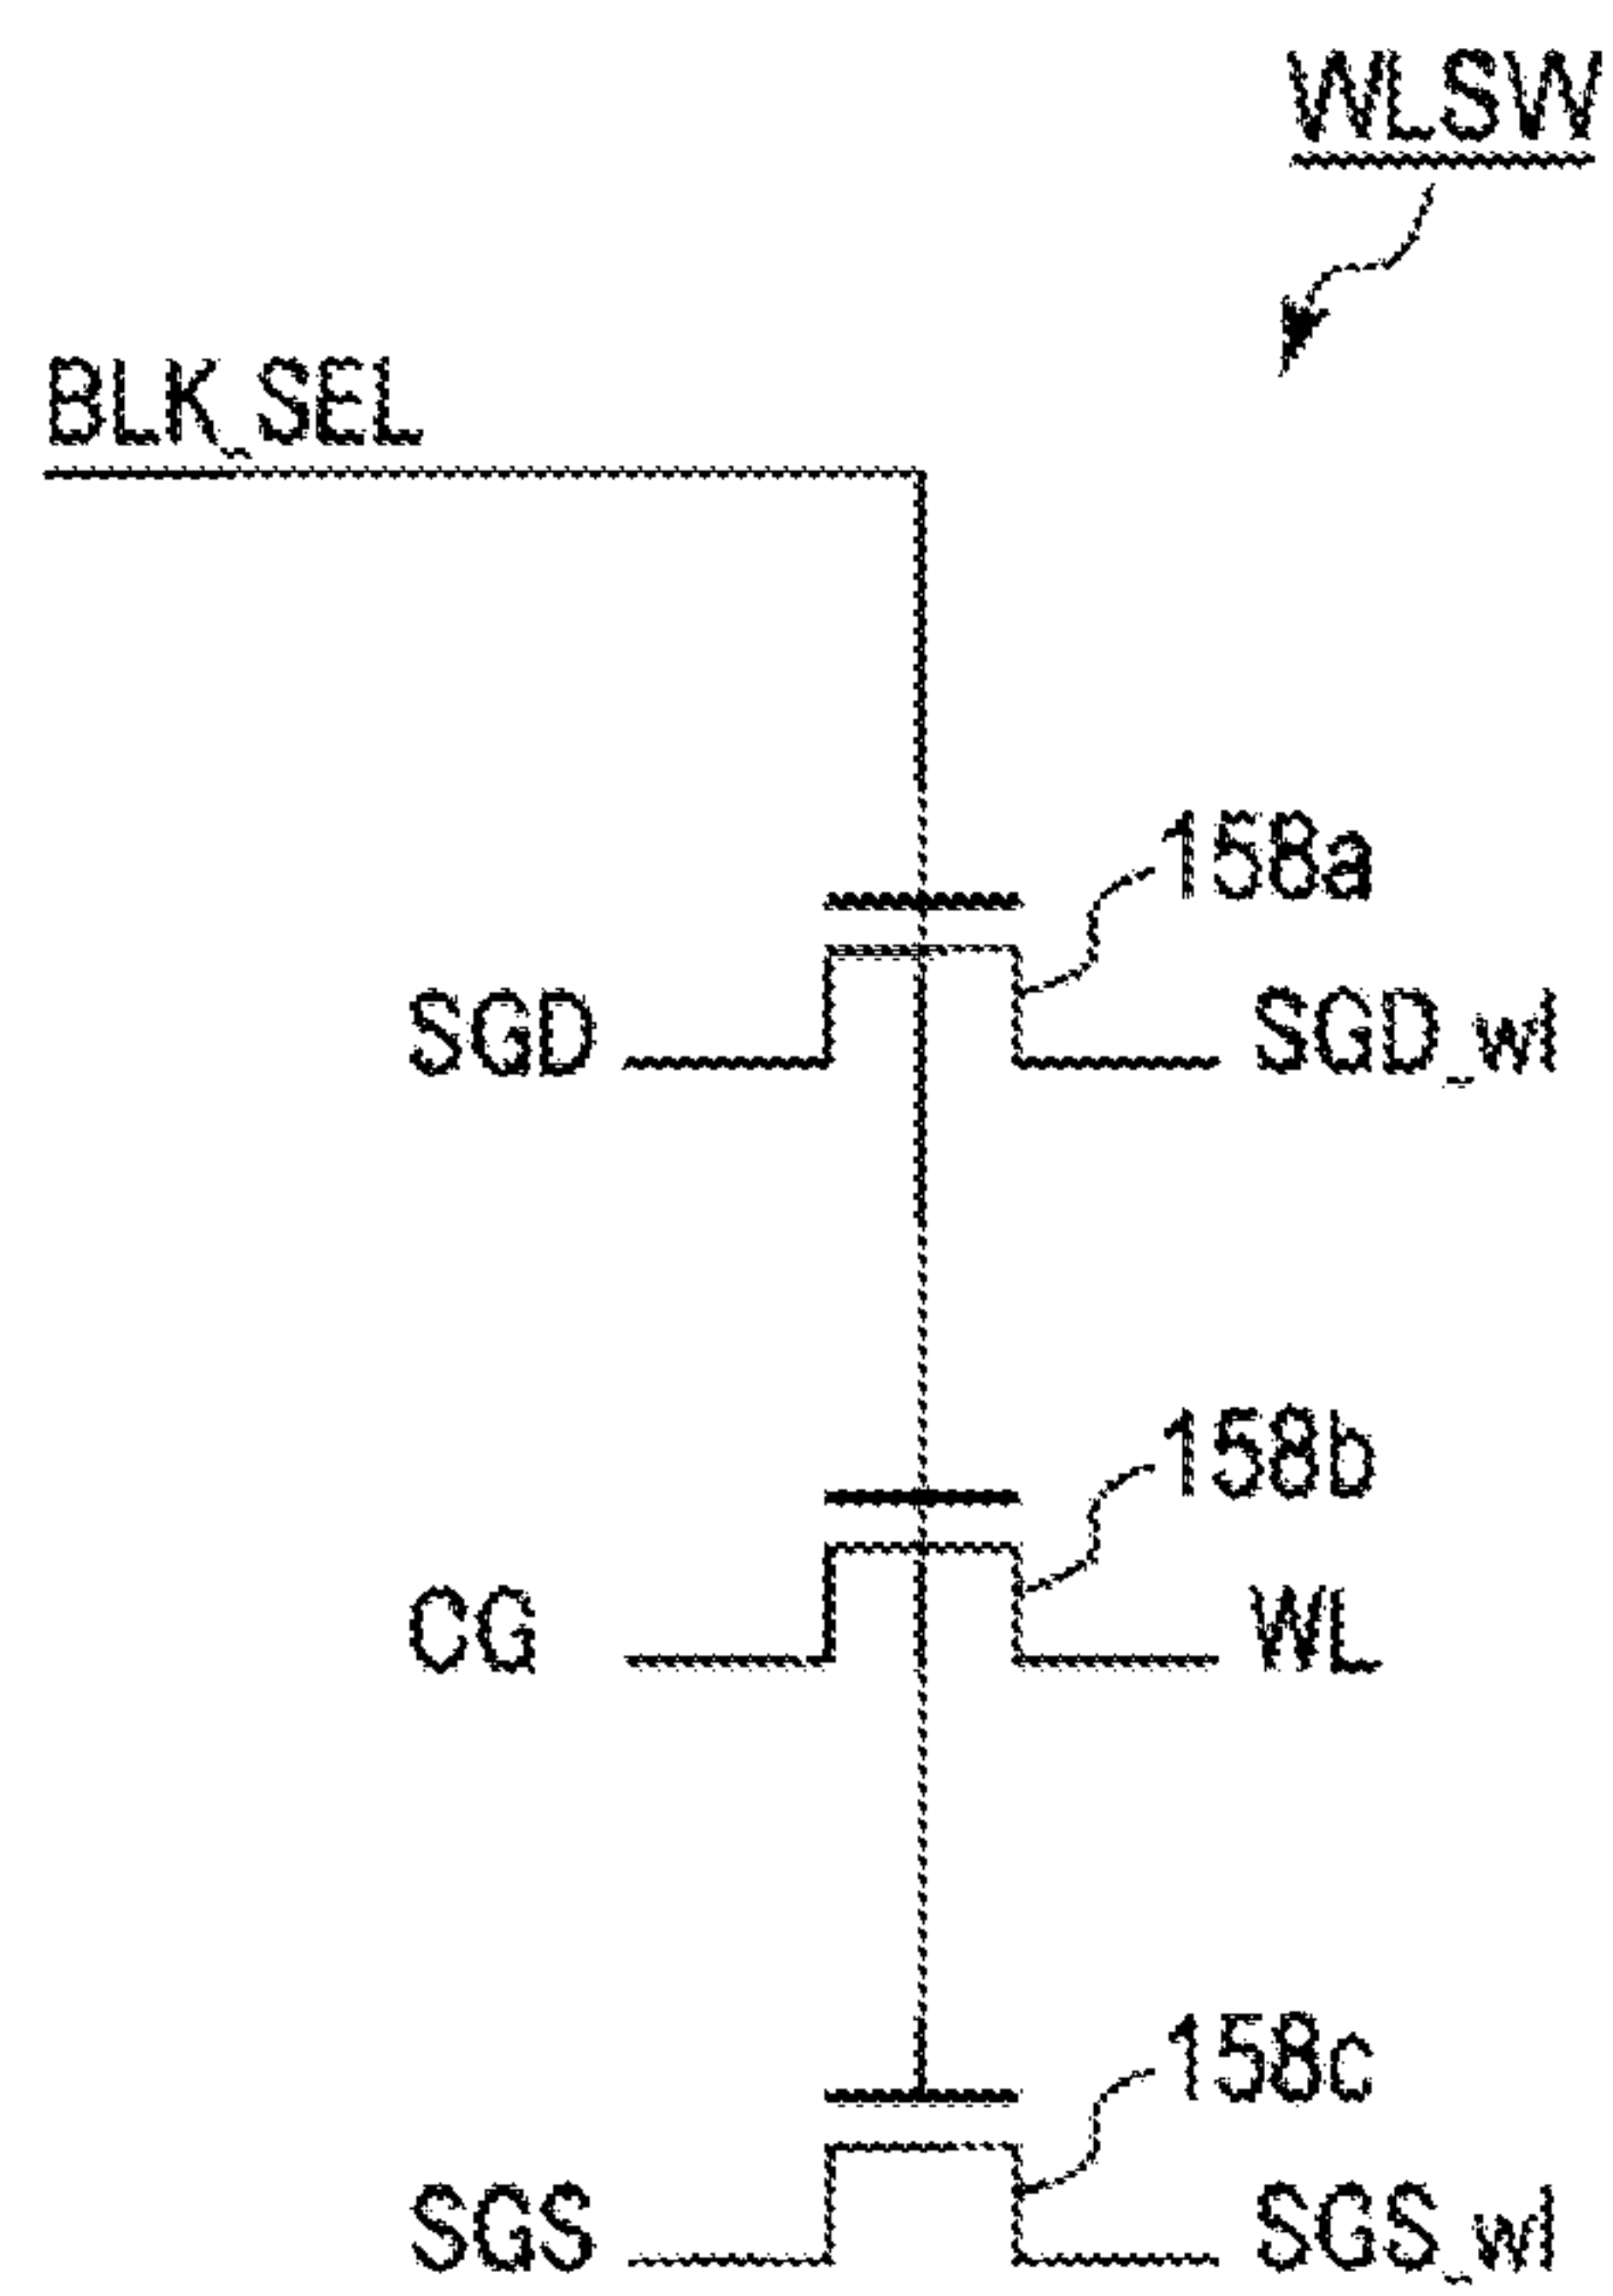 WLSW
BLK_SEL
158a
SGD SGD_wl
158b
CG WL
158c
SGS SGS_wl